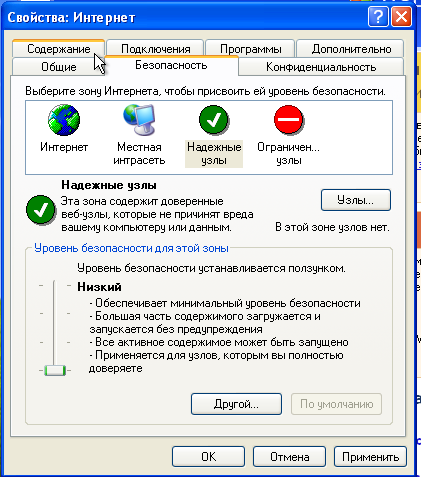 Свойства: Интернет
Содержание Подключения Программы Дополнительно
Общие Безопасность Конфиденциальность
Выберите зону Интернета, чтобы присвоить ей уровень безопасности.
Интернет Местная интрасеть Надежные узлы Ограничен... узлы
Надежные узлы
Эта зона содержит доверенные
веб-узлы, которые не причинят вреда
вашему компьютеру или данным.
Узлы...
В этой зоне узлов нет.
Уровень безопасности для этой зоны
Уровень безопасности устанавливается ползунком.
Низкий
- Обеспечивает минимальный уровень безопасности
- Большая часть содержимого загружается и
запускается без предупреждения
- Все активное содержимое может быть запущено
- Применяется для узлов, которым вы полностью
доверяете
Другой... По умолчанию
OK Отмена Применить